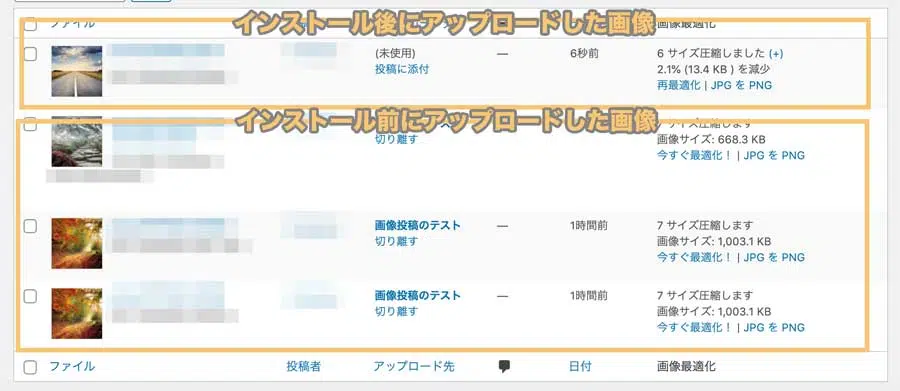 インストール後にアップロードした画像
ファイル
画像最適化
(未使用)
投稿に添付
—
6秒前
6 サイズ圧縮しました (+)
2.1% (13.4 KB ) を減少
再最適化 | JPG を PNG
インストール前にアップロードした画像
切り離す
7 サイズ圧縮します
画像サイズ: 668.3 KB
今すぐ最適化！ | JPG を PNG
画像投稿のテスト
切り離す
—
1時間前
7 サイズ圧縮します
画像サイズ: 1,003.1 KB
今すぐ最適化！ | JPG を PNG
画像投稿のテスト
切り離す
—
1時間前
7 サイズ圧縮します
画像サイズ: 1,003.1 KB
今すぐ最適化！ | JPG を PNG
ファイル
投稿者
アップロード先
日付
画像最適化